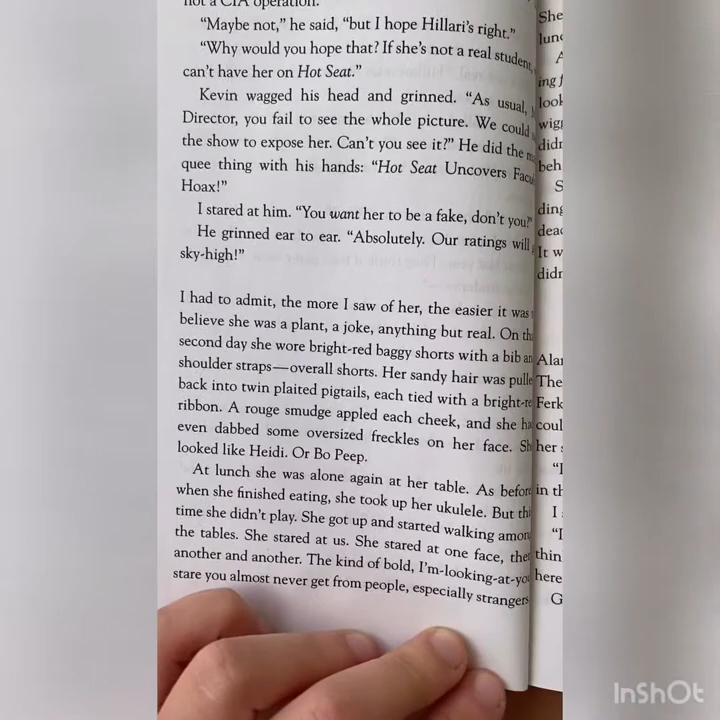 not a CIA operation.
"Maybe not," he said, "but I hope Hillari's right."
"Why would you hope that? If she's not a real student,
can't have her on Hot Seat."
Kevin wagged his head and grinned. "As usual,
Director, you fail to see the whole picture. We could
the show to expose her. Can't you see it?" He did the
quee thing with his hands: "Hot Seat Uncovers
Hoax!"
I stared at him. "You want her to be a fake, don't you?"
He grinned ear to ear. "Absolutely. Our ratings will
sky-high!"
I had to admit, the more I saw of her, the easier it was
believe she was a plant, a joke, anything but real. On
second day she wore bright-red baggy shorts with a bib
shoulder straps—overall shorts. Her sandy hair was
back into twin plaited pigtails, each tied with a
ribbon. A rouge smudge appled each cheek, and she
even dabbed some oversized freckles on her face.
looked like Heidi. Or Bo Peep.
At lunch she was alone again at her table. As before
when she finished eating, she took up her ukulele. But
time she didn't play. She got up and started walking
the tables. She stared at us. She stared at one face,
another and another. The kind of bold,
stare you almost never get from people, especially strangers
She
A
S
It w
Alan
The
Ferk
her
"I
in th
I
"I
here
G
InShOt